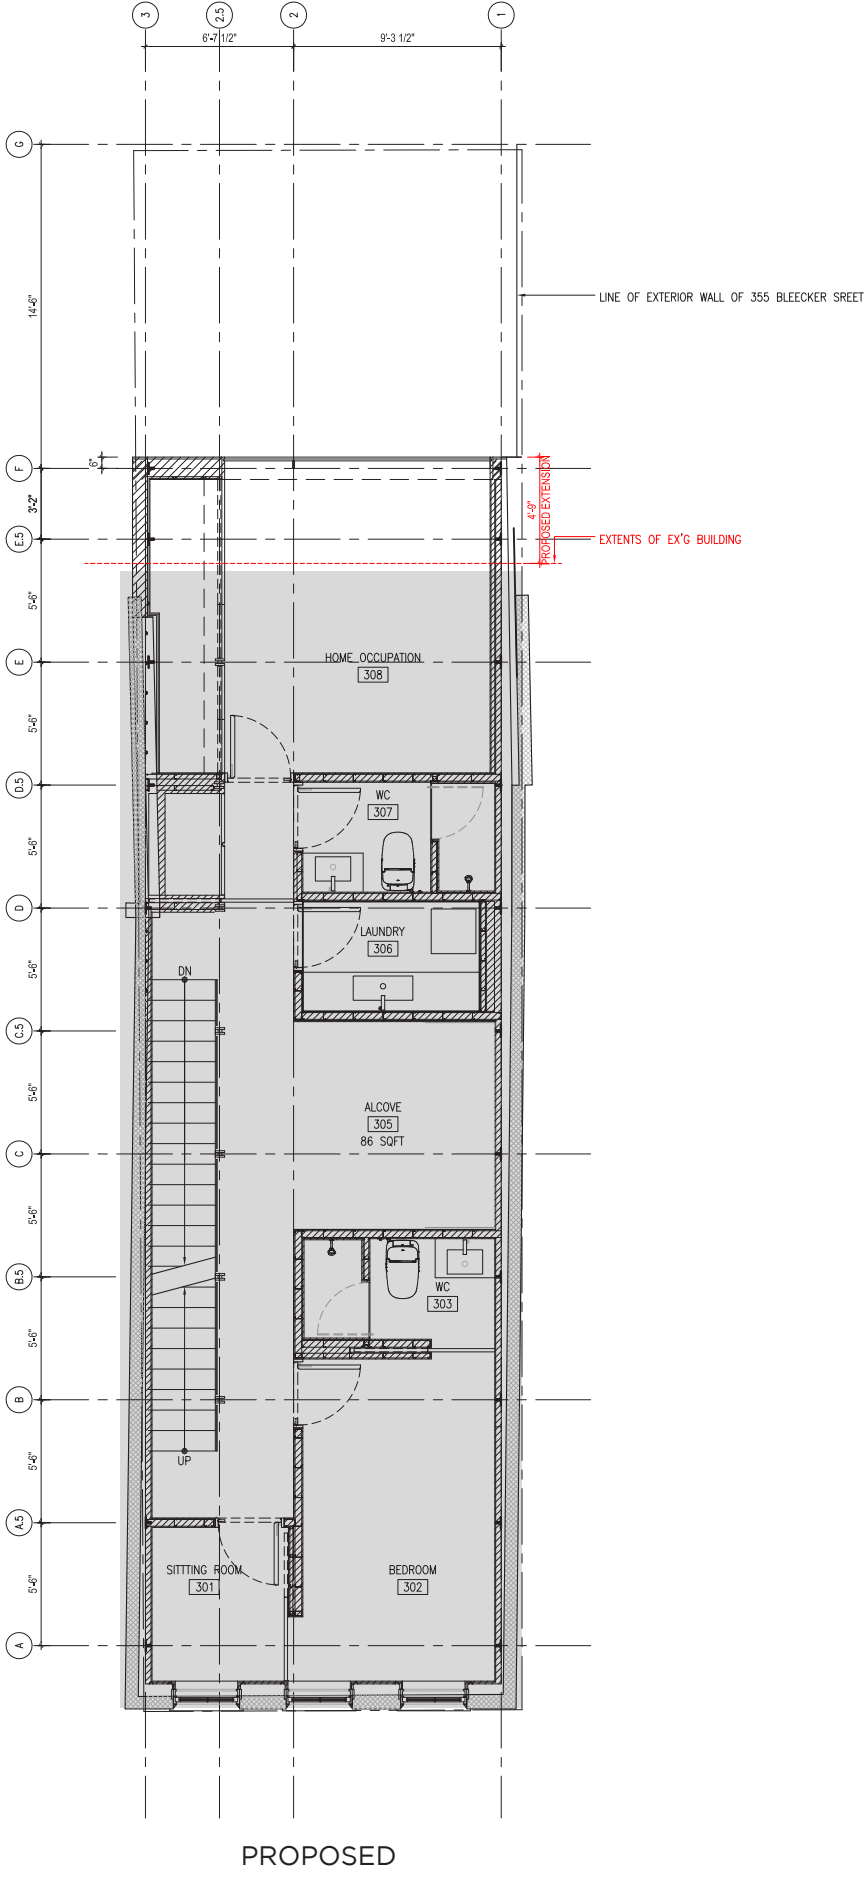 3
2.5
2
1
6'-7 1/2"
9'-3 1/2"
G
14'-6"
LINE OF EXTERIOR WALL OF 355 BLEECKER SREET
F
6"
3'-2"
4'-9"
PROPOSED EXTENSION
E.5
EXTENTS OF EX'G BUILDING
5'-6"
E
HOME OCCUPATION
308
5'-6"
D.5
WC
307
5'-6"
D
LAUNDRY
306
5'-6"
DN
C.5
5'-6"
ALCOVE
305
86 SQFT
C
5'-6"
B.5
WC
303
5'-6"
B
UP
5'-6"
A.5
SITTTING ROOM
301
BEDROOM
302
5'-6"
A
PROPOSED